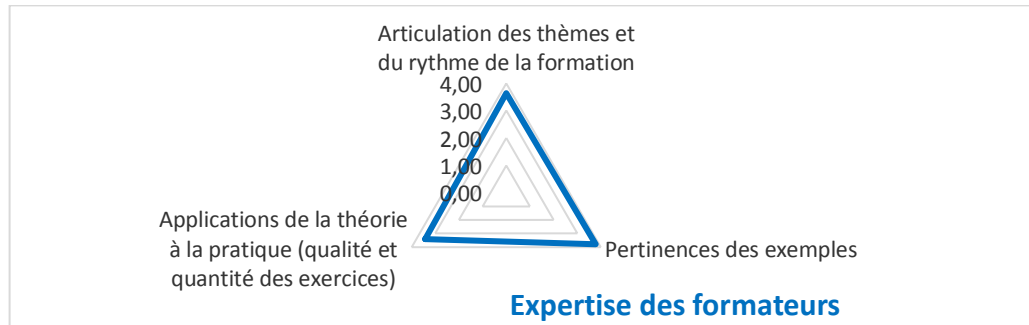 Articulation des thèmes et
du rythme de la formation
4,00
3,00
2,00
1,00
0,00
Applications de la théorie
à la pratique (qualité et
quantité des exercices)
Pertinences des exemples
Expertise des formateurs